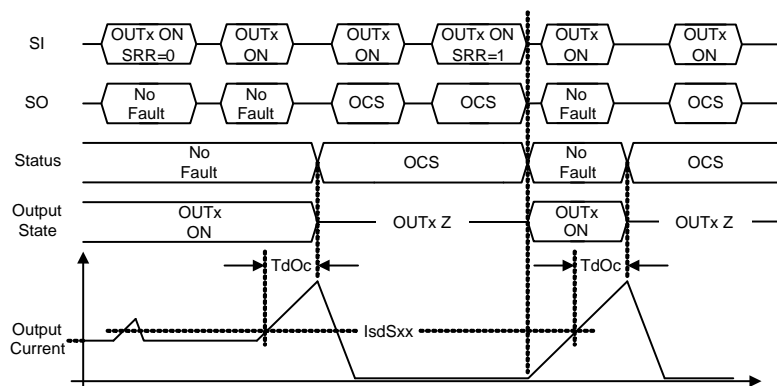 SI
OUTx ON
SRR=0
OUTx
ON
OUTx
ON
OUTx ON
SRR=1
OUTx
ON
OUTx
ON
SO
No
Fault
No
Fault
OCS
OCS
No
Fault
OCS
Status
No
Fault
OCS
No
Fault
OCS
Output
State
OUTx
ON
OUTx Z
OUTx
ON
OUTx Z
TdOc
TdOc
Output
Current
IsdSxx